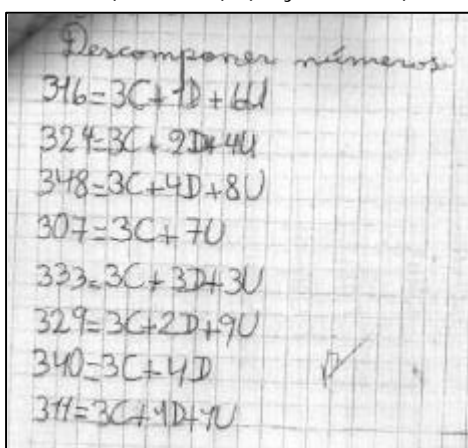 Descomponer números
316=3C+1D+6U
324=3C+2D+4U
348=3C+4D+8U
307=3C+7U
333=3C+3D+3U
329=3C+2D+9U
340=3C+4D
311=3C+1D+1U